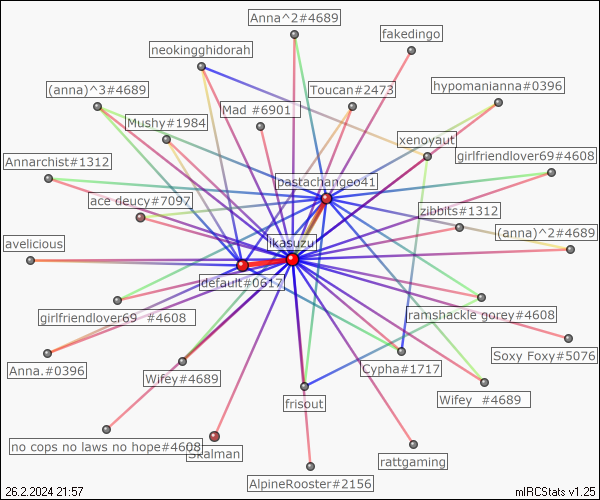 Anna^2#4689
fakedingo
neokingghidorah
(anna)^3#4689
Toucan#2473
hypomanianna#0396
Mad #6901
Mushy#1984
xenoyaut
Annarchist#1312
girlfriendlover69#4608
pastachangeo41
ace deucy#7097
zibbits#1312
(anna)^2#4689
avelicious
ikasuzu
default#0617
girlfriendlover69 #4608
ramshackle gorey#4608
Soxy Foxy#5076
Anna.#0396
Cypha#1717
Wifey#4689
Wifey #4689
frisout
no cops no laws no hope#4608
Skalman
rattgaming
AlpineRooster#2156
26.2.2024 21:57
mIRCStats v1.25